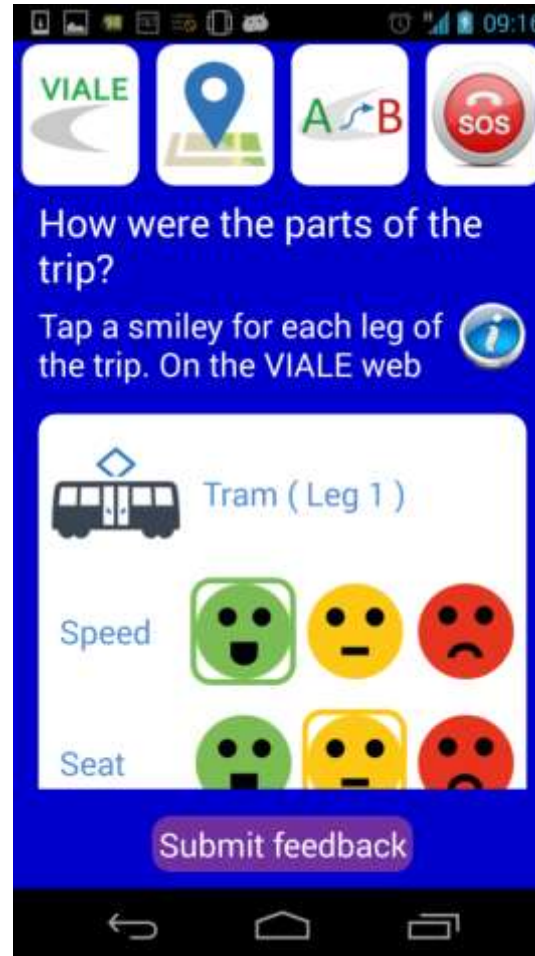 09:16
VIALE
A B
SOS
How were the parts of the
trip?
Tap a smiley for each leg of
the trip. On the VIALE web
Tram ( Leg 1 )
Speed
Seat
Submit feedback